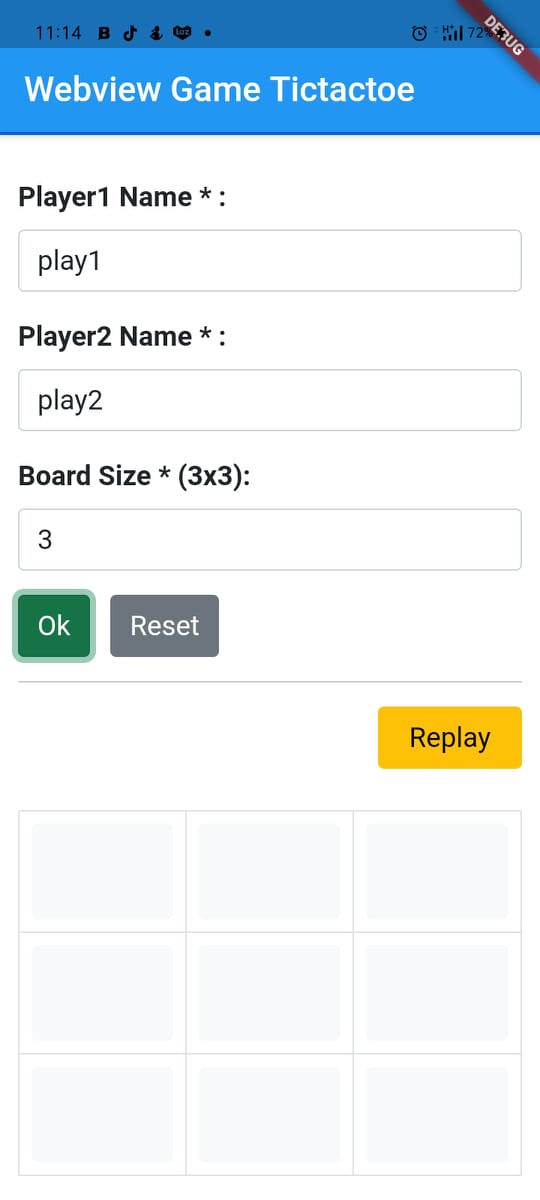 11:14 B Loz 72%
DEBUG
Webview Game Tictactoe
Player1 Name * :
play1
Player2 Name * :
play2
Board Size * (3x3):
3
Ok Reset
Replay